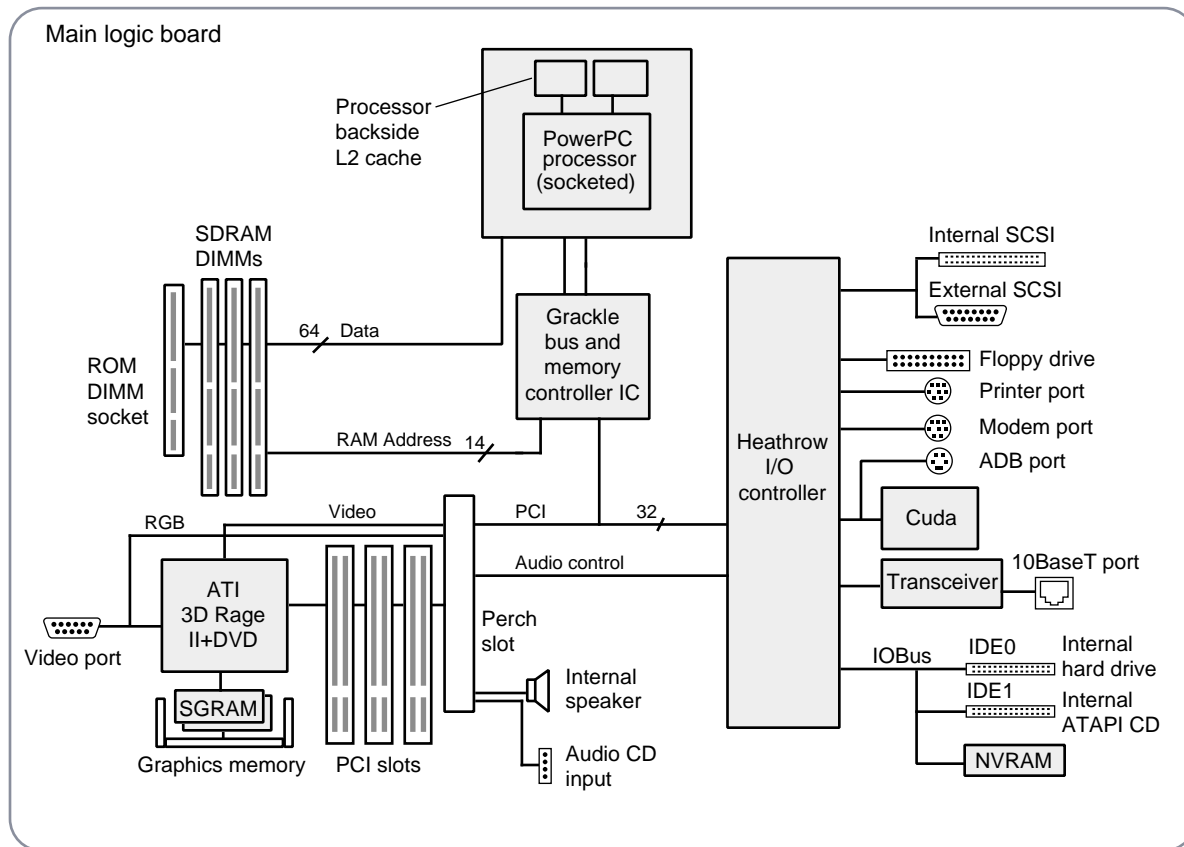 Main logic board
Processor
backside
L2 cache
PowerPC
processor
(socketed)
SDRAM
DIMMs
ROM
DIMM
socket
64
Data
RAM Address
14
Grackle
bus and
memory
controller IC
Heathrow
I/O
controller
Internal SCSI
External SCSI
Floppy drive
Printer port
Modem port
ADB port
Cuda
Transceiver
10BaseT port
IOBus
IDE0
Internal
hard drive
IDE1
Internal
ATAPI CD
NVRAM
RGB
Video
PCI
32
Audio control
ATI
3D Rage
II+DVD
Video port
SGRAM
Graphics memory
PCI slots
Perch
slot
Internal
speaker
Audio CD
input